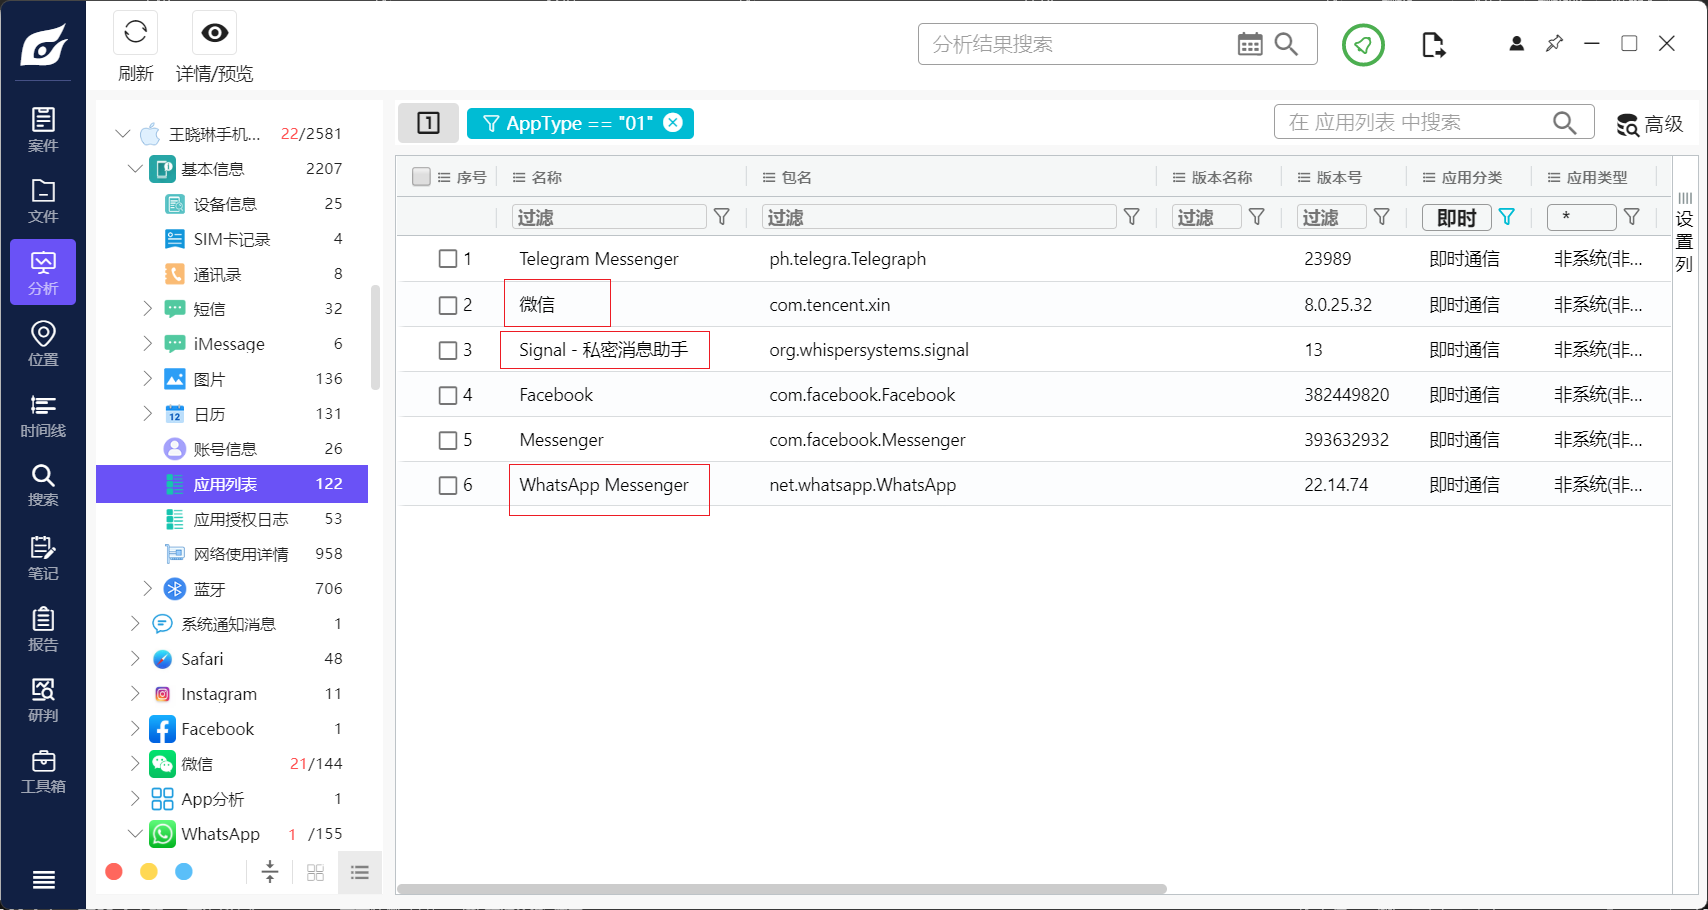 刷新
详情/预览
分析结果搜索
案件
文件
分析
位置
时间线
搜索
笔记
报告
研判
工具箱
王晓琳手机... 22/2581
基本信息 2207
设备信息 25
SIM卡记录 4
通讯录 8
短信 32
iMessage 6
图片 136
12 日历 131
账号信息 26
应用列表 122
应用授权日志 53
网络使用详情 958
蓝牙 706
系统通知消息 1
Safari 48
Instagram 11
Facebook 1
微信 21/144
App分析 1
WhatsApp 1 /155
1 AppType == "01"
在 应用列表 中搜索
高级
序号 名称 包名 版本名称 版本号 应用分类 应用类型
过滤 过滤 过滤 过滤 即时 *
1 Telegram Messenger ph.telegra.Telegraph 23989 即时通信 非系统(非...
2 微信 com.tencent.xin 8.0.25.32 即时通信 非系统(非...
3 Signal - 私密消息助手 org.whispersystems.signal 13 即时通信 非系统(非...
4 Facebook com.facebook.Facebook 382449820 即时通信 非系统(非...
5 Messenger com.facebook.Messenger 393632932 即时通信 非系统(非...
6 WhatsApp Messenger net.whatsapp.WhatsApp 22.14.74 即时通信 非系统(非...
设置列